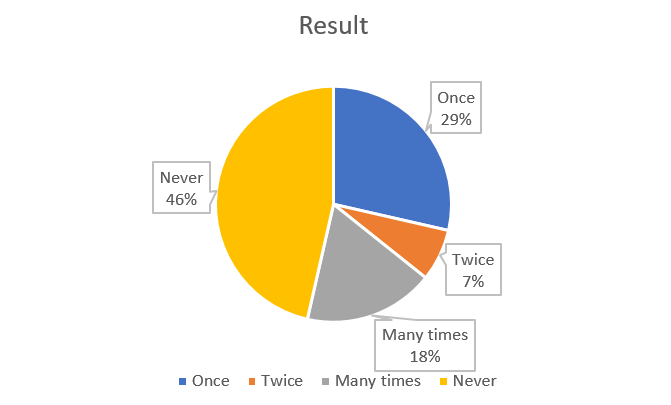 Result
Once
29%
Never
46%
Twice
7%
Many times
18%
Once Twice Many times Never